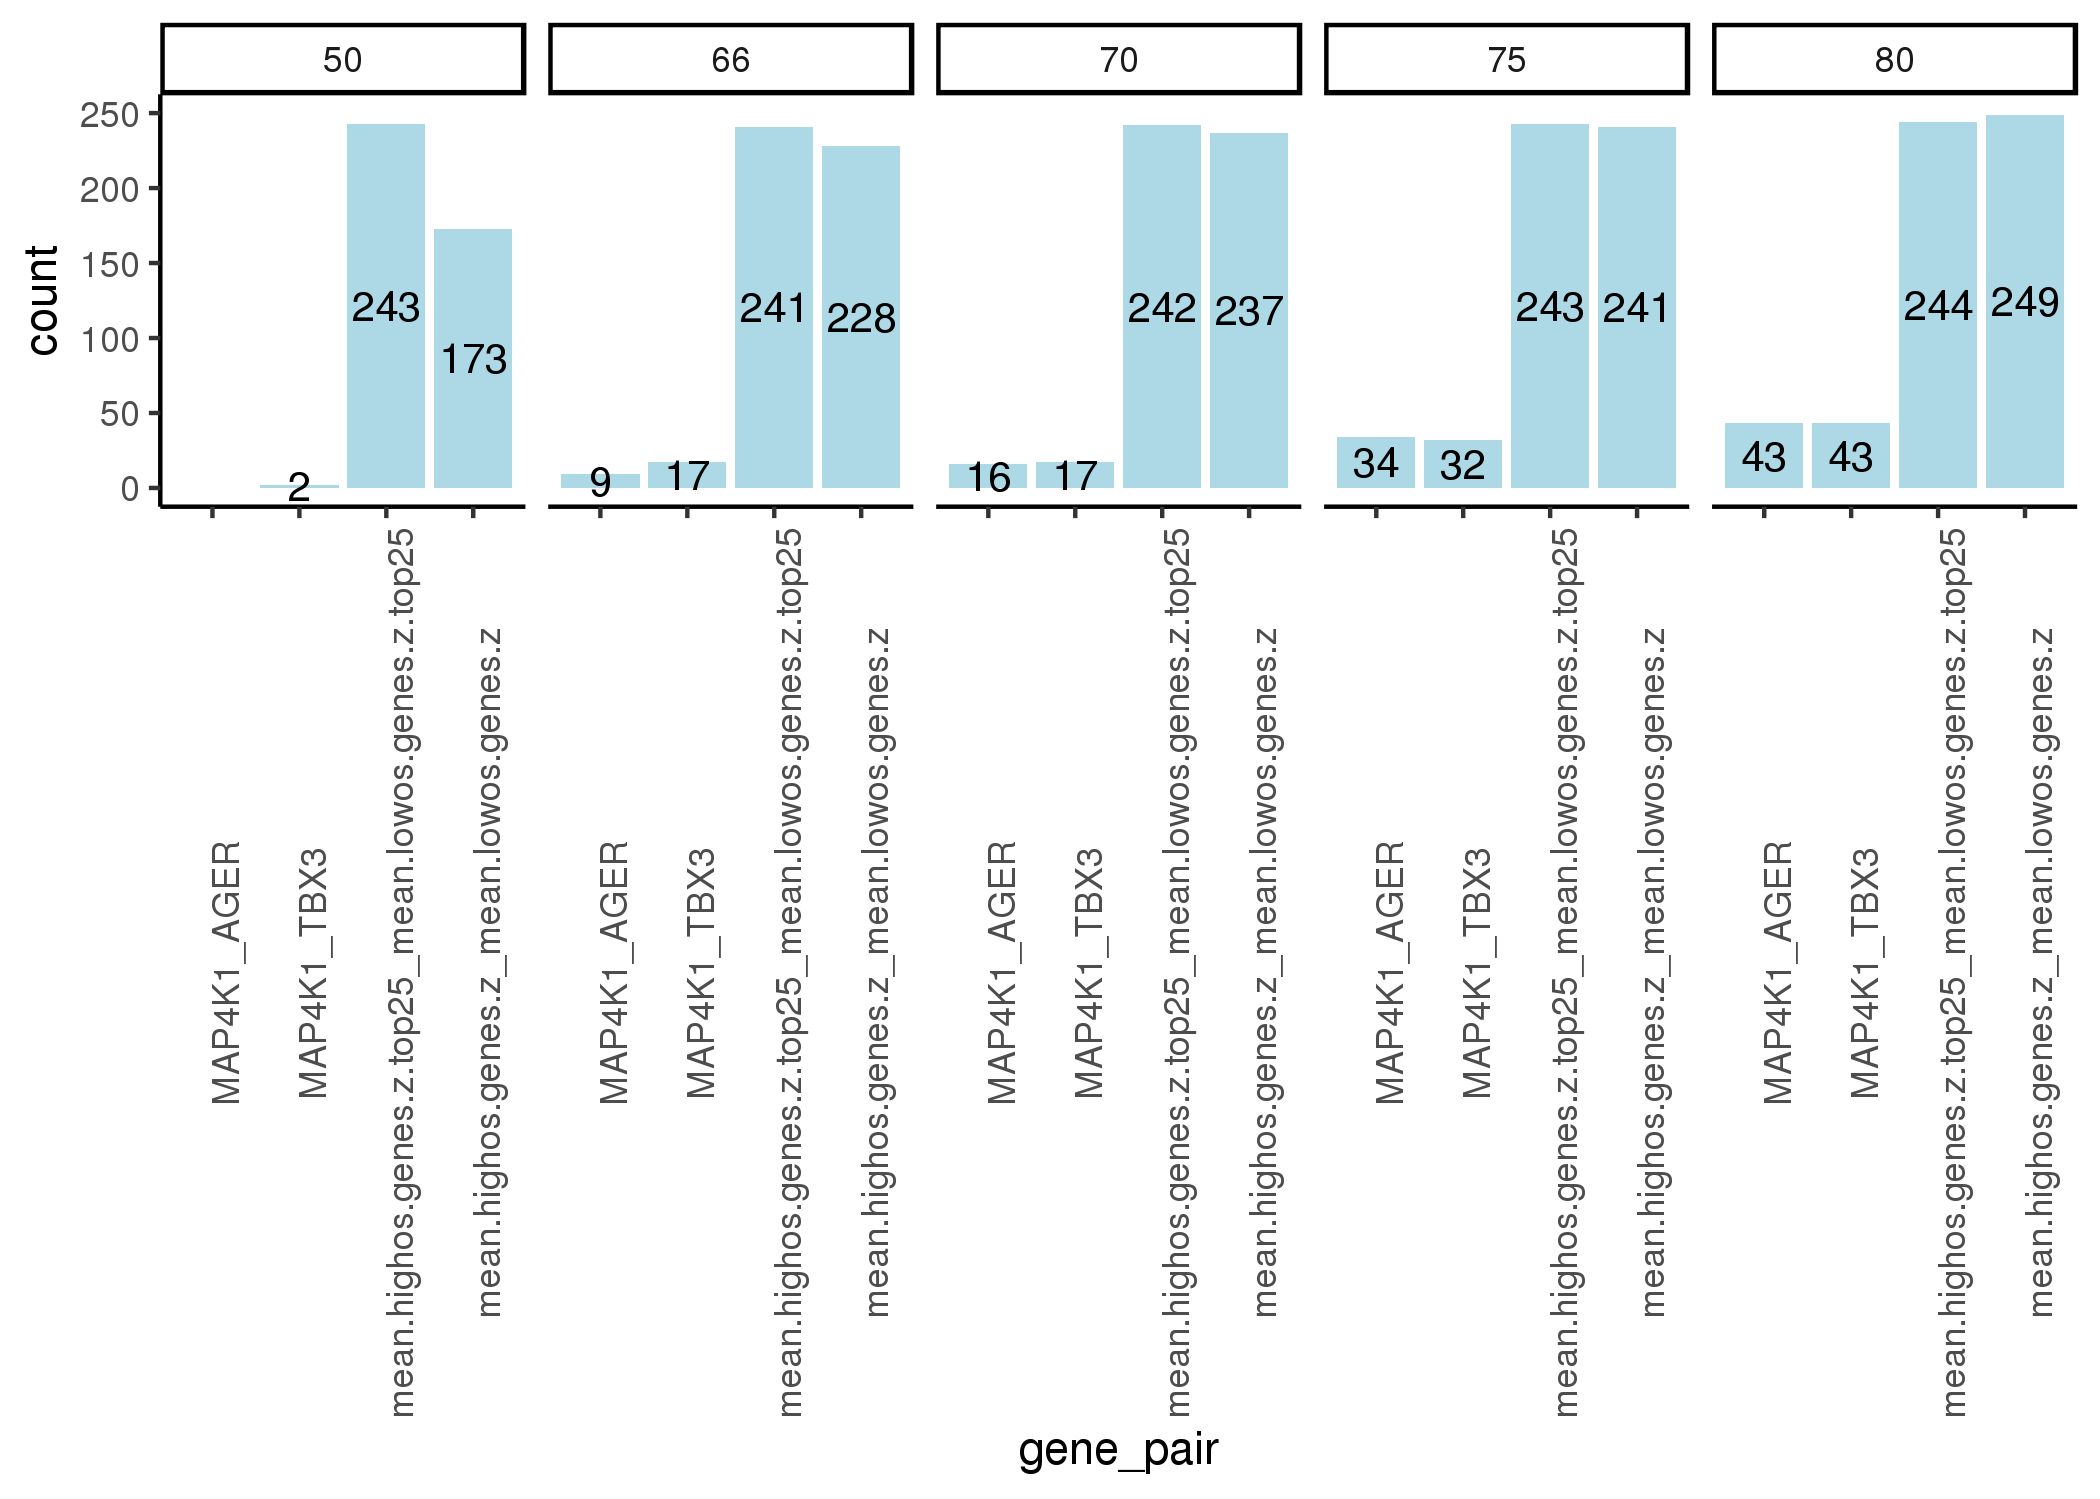 50 66 70 75 80
count
250
200
150
100
50
0
2 243 173
9 17 241 228
16 17 242 237
34 32 243 241
43 43 244 249
MAP4K1_AGER
MAP4K1_TBX3
mean.highos.genes.z.top25_mean.lowos.genes.z.top25
mean.highos.genes.z_mean.lowos.genes.z
MAP4K1_AGER
MAP4K1_TBX3
mean.highos.genes.z.top25_mean.lowos.genes.z.top25
mean.highos.genes.z_mean.lowos.genes.z
MAP4K1_AGER
MAP4K1_TBX3
mean.highos.genes.z.top25_mean.lowos.genes.z.top25
mean.highos.genes.z_mean.lowos.genes.z
MAP4K1_AGER
MAP4K1_TBX3
mean.highos.genes.z.top25_mean.lowos.genes.z.top25
mean.highos.genes.z_mean.lowos.genes.z
MAP4K1_AGER
MAP4K1_TBX3
mean.highos.genes.z.top25_mean.lowos.genes.z.top25
mean.highos.genes.z_mean.lowos.genes.z
gene_pair